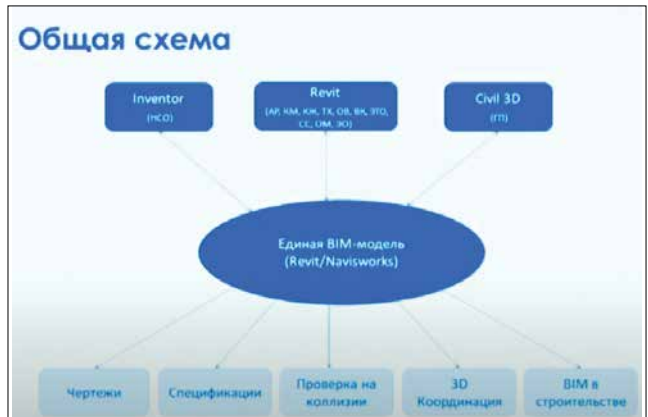 Общая схема
Inventor
(НСО)
Revit
(АР, КМ, КЖ, ТХ, ОВ, ВК, ЭТО,
СС, ОМ, ЭО)
Civil 3D
(ГП)
Единая BIM-модель
(Revit/Navisworks)
Чертежи
Спецификации
Проверка на
коллизии
3D
Координация
BIM в
строительстве